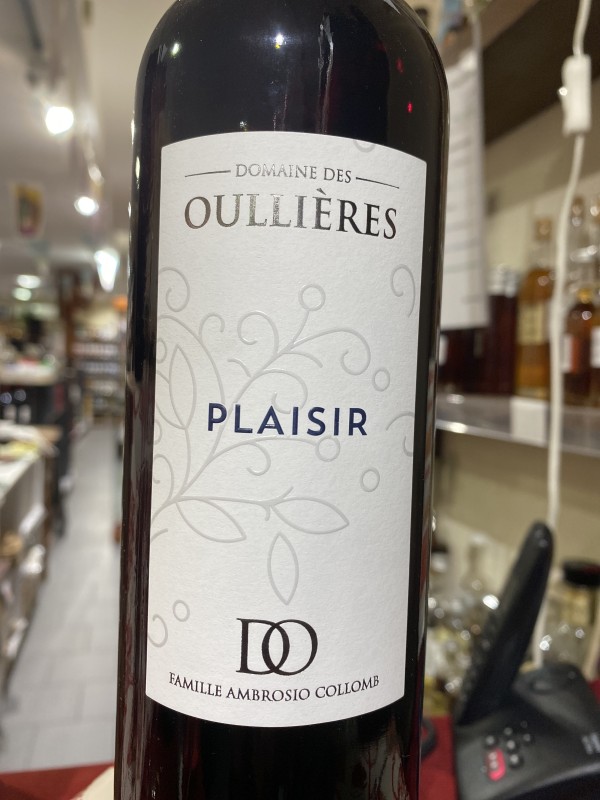 DOMAINE DES
OULLIÈRES
PLAISIR
DO
FAMILLE AMBROSIO COLLOMB